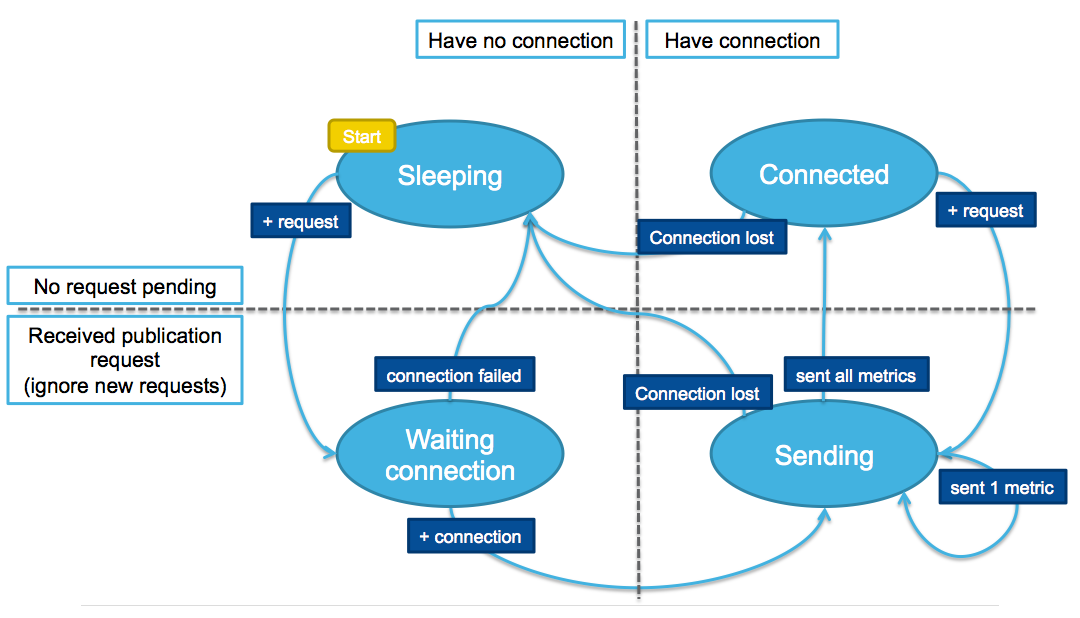 Have no connection
Have connection
Start
Sleeping
Connected
+ request
+ request
Connection lost
No request pending
Received publication
request
(ignore new requests)
connection failed
Connection lost
sent all metrics
Waiting
connection
Sending
sent 1 metric
+ connection